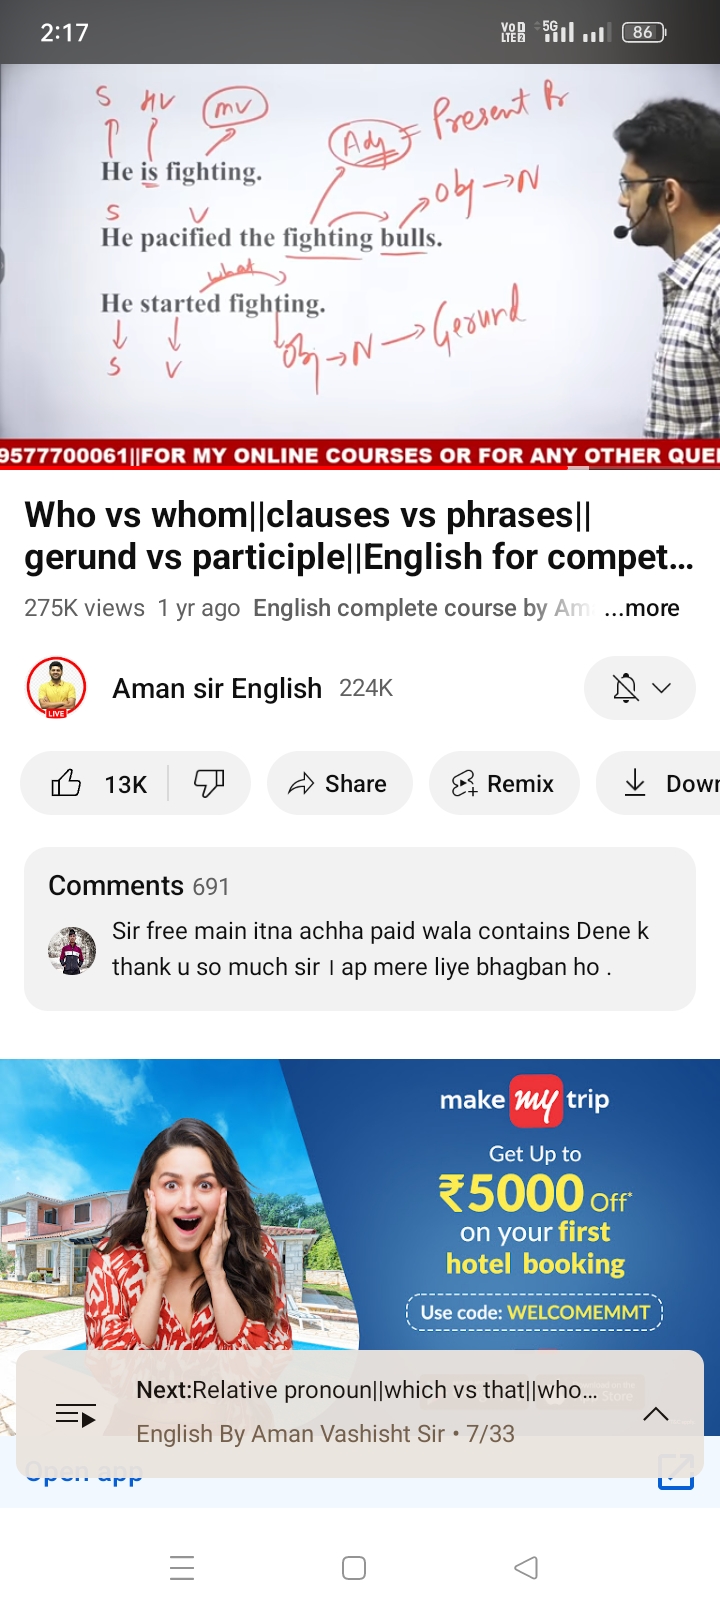 2:17
VoD LTE2 5G 86
S HV MV
Adj = Present Pr
He is fighting.
Obj → N
S V
He pacified the fighting bulls.
what
He started fighting.
S V
Obj → N → Gerund
9577700061||FOR MY ONLINE COURSES OR FOR ANY OTHER QUE
Who vs whom||clauses vs phrases||
gerund vs participle||English for compet...
275K views 1 yr ago English complete course by Am ...more
LIVE
Aman sir English 224K
13K Share Remix Down
Comments 691
Sir free main itna achha paid wala contains Dene k
thank u so much sir । ap mere liye bhagban ho .
make my trip
Get Up to
₹5000 Off*
on your first
hotel booking
Use code: WELCOMEMMT
Next:Relative pronoun||which vs that||who...
English By Aman Vashisht Sir • 7/33
Open app